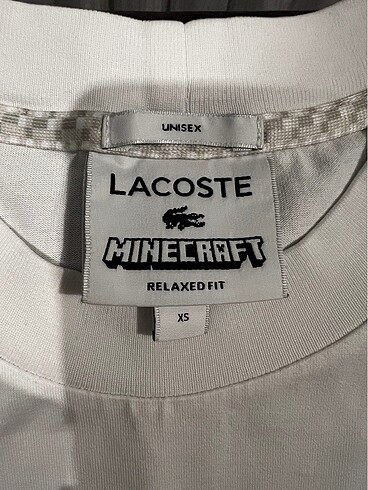 UNISEX
LACOSTE
MINECRAFT
RELAXED FIT
XS